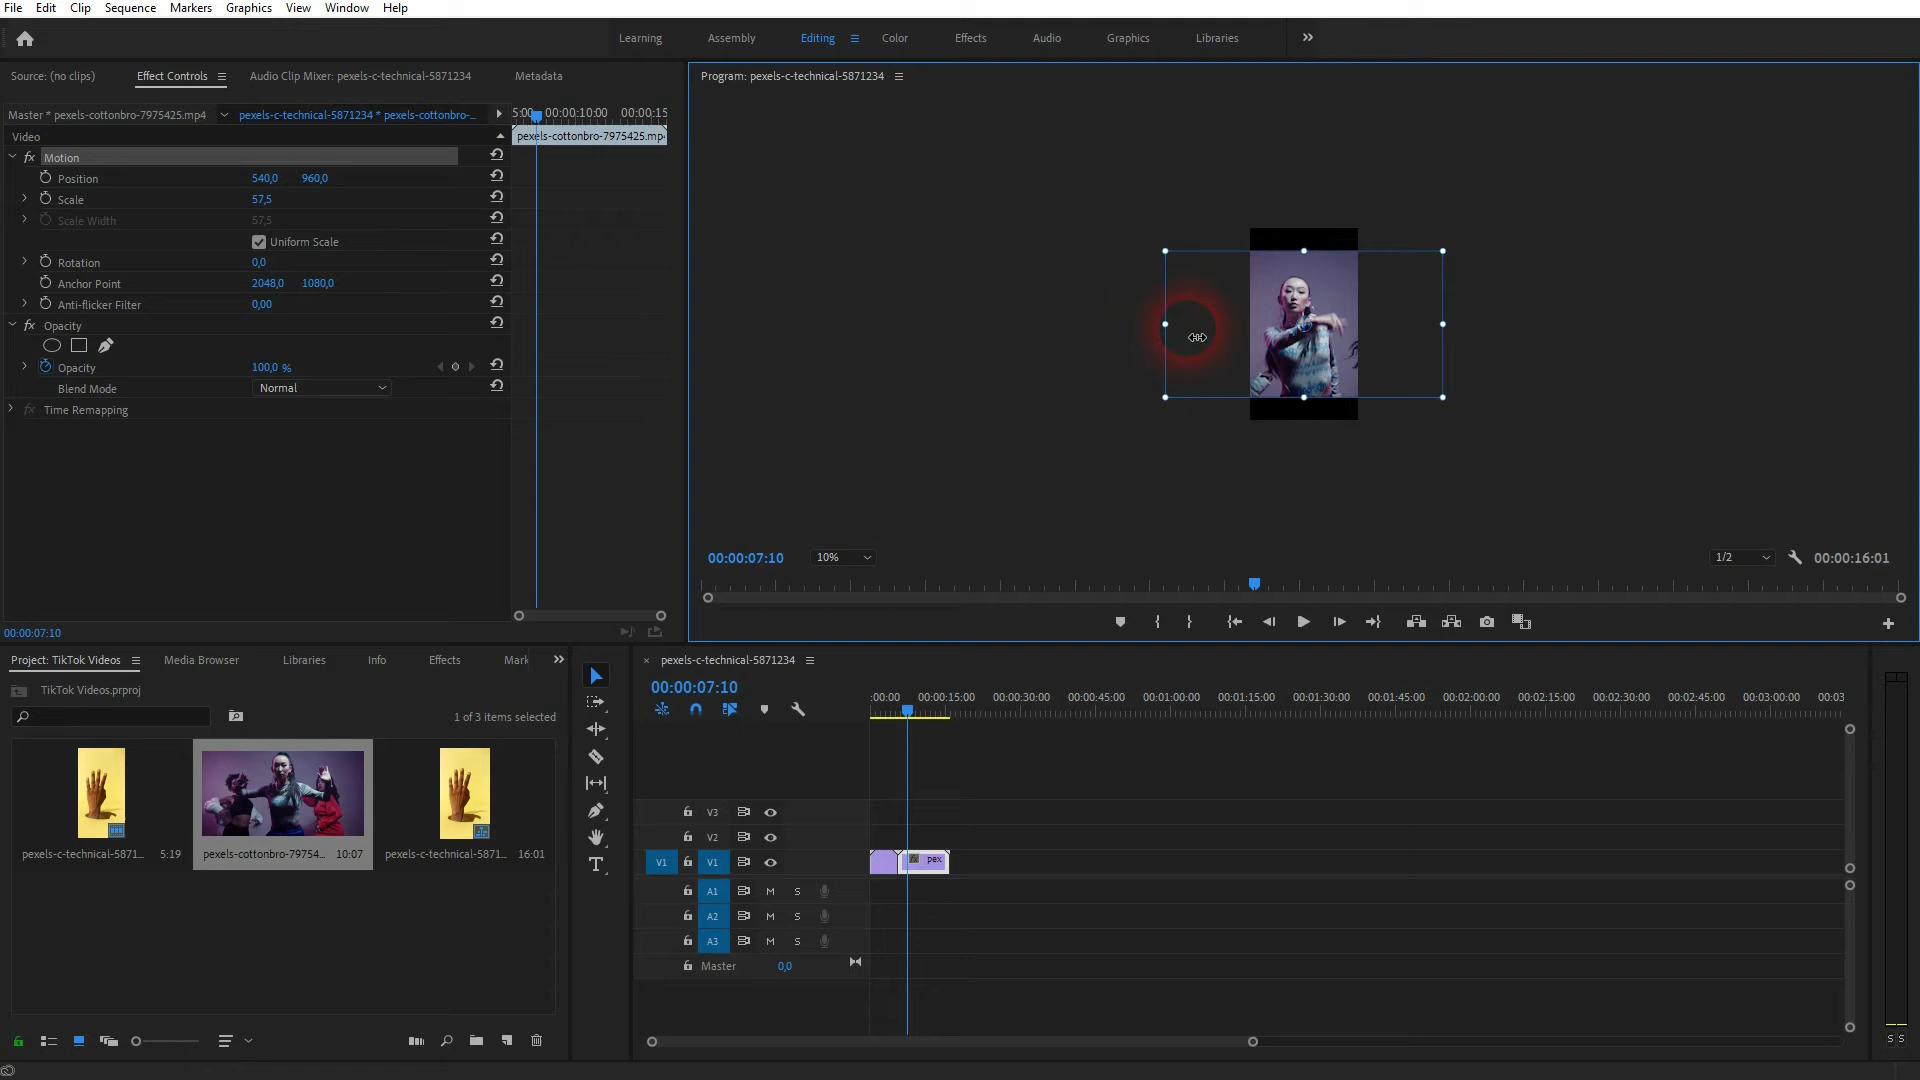 File Edit Clip Sequence Markers Graphics View Window Help
Learning Assembly Editing Color Effects Audio Graphics Libraries
Source: (no clips) Effect Controls Audio Clip Mixer: pexels-c-technical-5871234 Metadata
Program: pexels-c-technical-5871234
Master * pexels-cottonbro-7975425.mp4 pexels-c-technical-5871234 * pexels-cottonbro-...
5:00 00:00:10:00 00:00:15
Video
pexels-cottonbro-7975425.mp
fx Motion
Position 540,0 960,0
Scale 57,5
Scale Width 57,5
Uniform Scale
Rotation 0,0
Anchor Point 2048,0 1080,0
Anti-flicker Filter 0,00
fx Opacity
Opacity 100,0 %
Blend Mode Normal
fx Time Remapping
00:00:07:10 10% 1/2 00:00:16:01
00:00:07:10
Project: TikTok Videos Media Browser Libraries Info Effects Mark
TikTok Videos.prproj
1 of 3 items selected
pexels-c-technical-5871... 5:19
pexels-cottonbro-79754... 10:07
pexels-c-technical-5871... 16:01
× pexels-c-technical-5871234
00:00:07:10
:00:00 00:00:15:00 00:00:30:00 00:00:45:00 00:01:00:00 00:01:15:00 00:01:30:00 00:01:45:00 00:02:00:00 00:02:15:00 00:02:30:00 00:02:45:00 00:03:00:00 00:03
V3
V2
V1 V1 fx pex
A1 M S
A2 M S
A3 M S
Master 0,0
S S